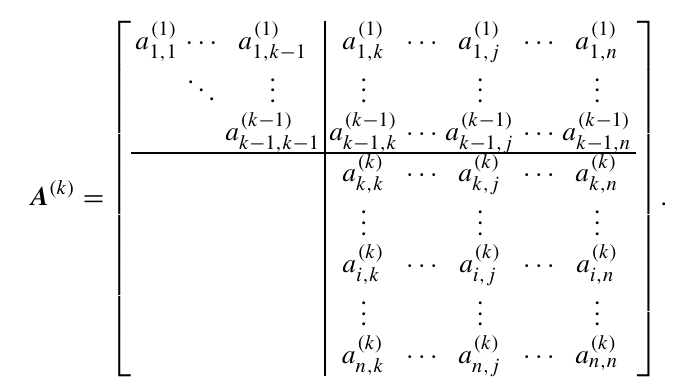 a_{1,1}^{(1)} ⋯ a_{1,k−1}^{(1)} a_{1,k}^{(1)} ⋯ a_{1,j}^{(1)} ⋯ a_{1,n}^{(1)}
⋱ ⋮ ⋮ ⋮ ⋮
a_{k−1,k−1}^{(k−1)} a_{k−1,k}^{(k−1)} ⋯ a_{k−1,j}^{(k−1)} ⋯ a_{k−1,n}^{(k−1)}
a_{k,k}^{(k)} ⋯ a_{k,j}^{(k)} ⋯ a_{k,n}^{(k)}
A^{(k)} = ⋮ ⋮ ⋮ .
a_{i,k}^{(k)} ⋯ a_{i,j}^{(k)} ⋯ a_{i,n}^{(k)}
⋮ ⋮ ⋮
a_{n,k}^{(k)} ⋯ a_{n,j}^{(k)} ⋯ a_{n,n}^{(k)}